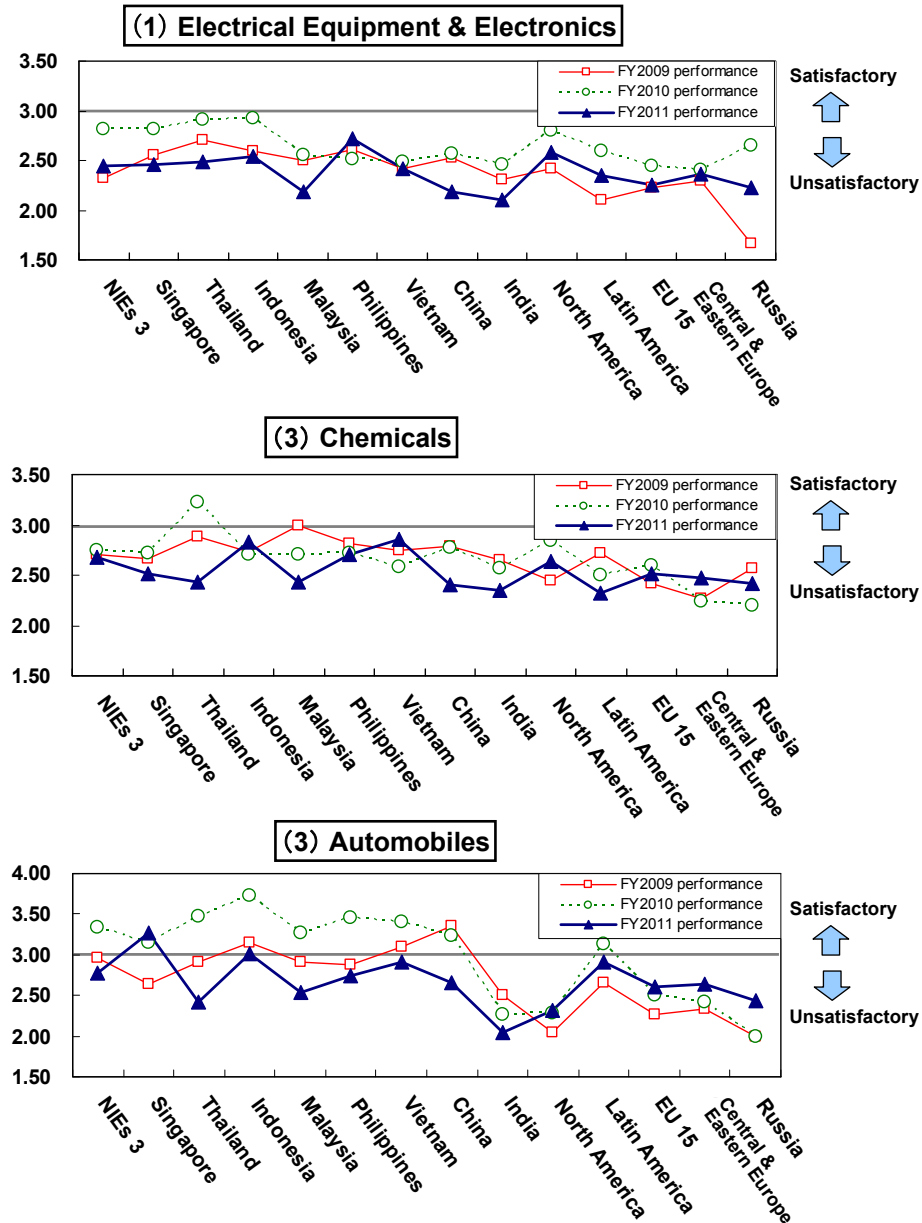 (1) Electrical Equipment & Electronics
3.50
3.00
2.50
2.00
1.50
FY2009 performance
FY2010 performance
FY2011 performance
Satisfactory
Unsatisfactory
NIEs 3
Singapore
Thailand
Indonesia
Malaysia
Philippines
Vietnam
China
India
North America
Latin America
EU 15
Central &
Eastern Europe
Russia
(3) Chemicals
3.50
3.00
2.50
2.00
1.50
FY2009 performance
FY2010 performance
FY2011 performance
Satisfactory
Unsatisfactory
NIEs 3
Singapore
Thailand
Indonesia
Malaysia
Philippines
Vietnam
China
India
North America
Latin America
EU 15
Central &
Eastern Europe
Russia
(3) Automobiles
4.00
3.50
3.00
2.50
2.00
1.50
FY2009 performance
FY2010 performance
FY2011 performance
Satisfactory
Unsatisfactory
NIEs 3
Singapore
Thailand
Indonesia
Malaysia
Philippines
Vietnam
China
India
North America
Latin America
EU 15
Central &
Eastern Europe
Russia